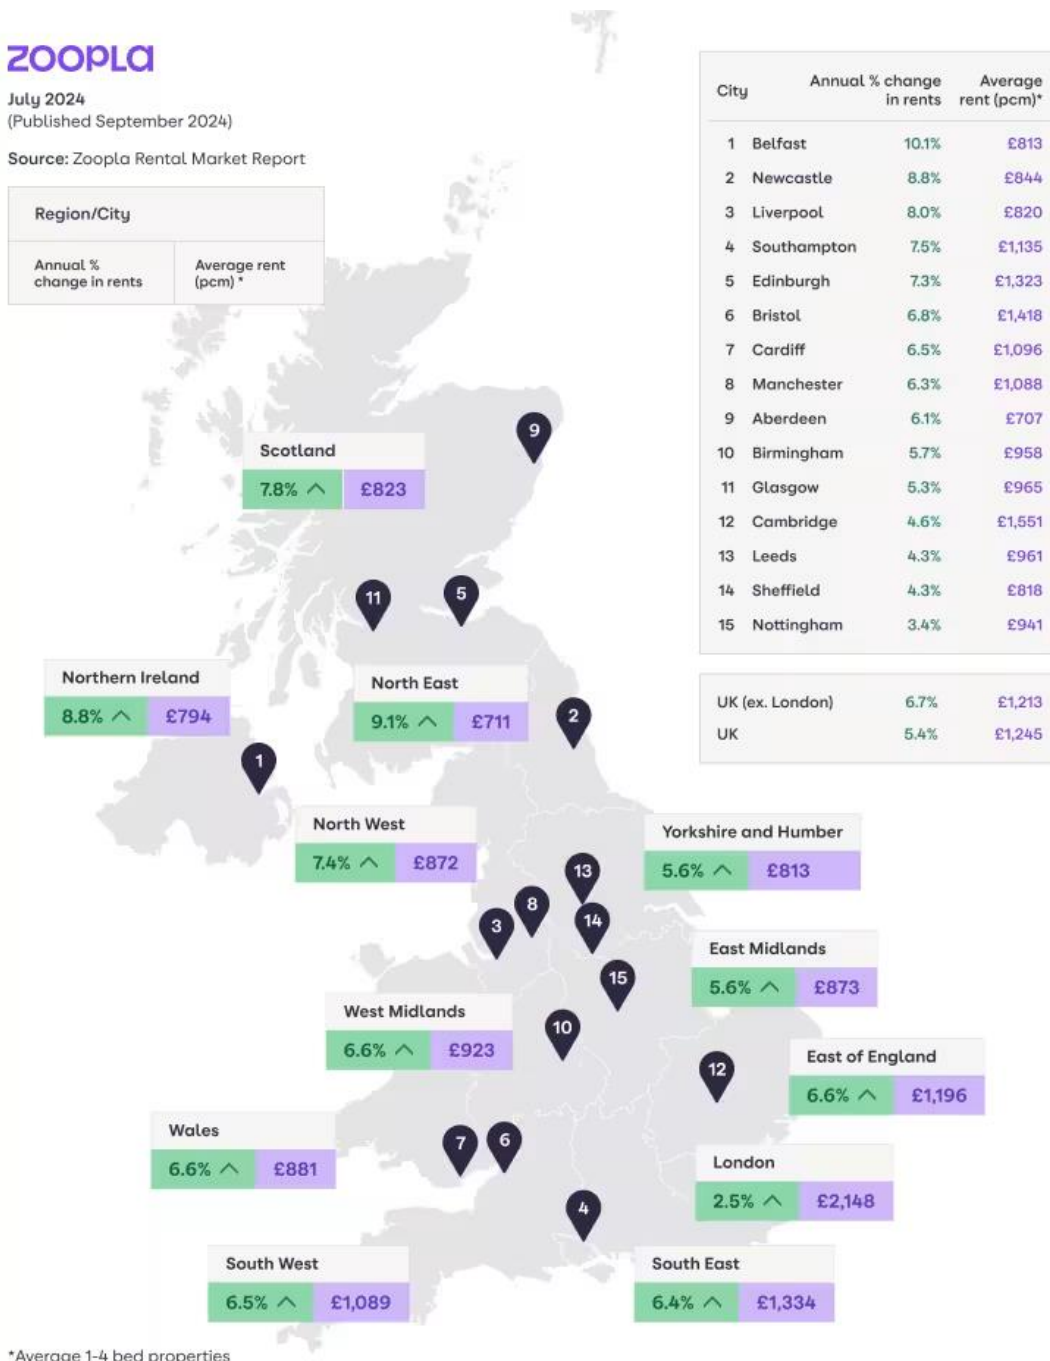 ZOOPLA
July 2024
(Published September 2024)
Source: Zoopla Rental Market Report
Region/City
Annual %
change in rents
Average rent
(pcm) *
City
Annual % change
in rents
Average
rent (pcm)*
1 Belfast 10.1% £813
2 Newcastle 8.8% £844
3 Liverpool 8.0% £820
4 Southampton 7.5% £1,135
5 Edinburgh 7.3% £1,323
6 Bristol 6.8% £1,418
7 Cardiff 6.5% £1,096
8 Manchester 6.3% £1,088
9 Aberdeen 6.1% £707
10 Birmingham 5.7% £958
11 Glasgow 5.3% £965
12 Cambridge 4.6% £1,551
13 Leeds 4.3% £961
14 Sheffield 4.3% £818
15 Nottingham 3.4% £941
UK (ex. London) 6.7% £1,213
UK 5.4% £1,245
9
Scotland
7.8% £823
11
5
Northern Ireland
8.8% £794
North East
9.1% £711
2
1
North West
7.4% £872
Yorkshire and Humber
5.6% £813
13
8
3
14
East Midlands
5.6% £873
15
West Midlands
6.6% £923
10
12
East of England
6.6% £1,196
Wales
6.6% £881
7
6
London
2.5% £2,148
4
South West
6.5% £1,089
South East
6.4% £1,334
*Average 1-4 bed properties